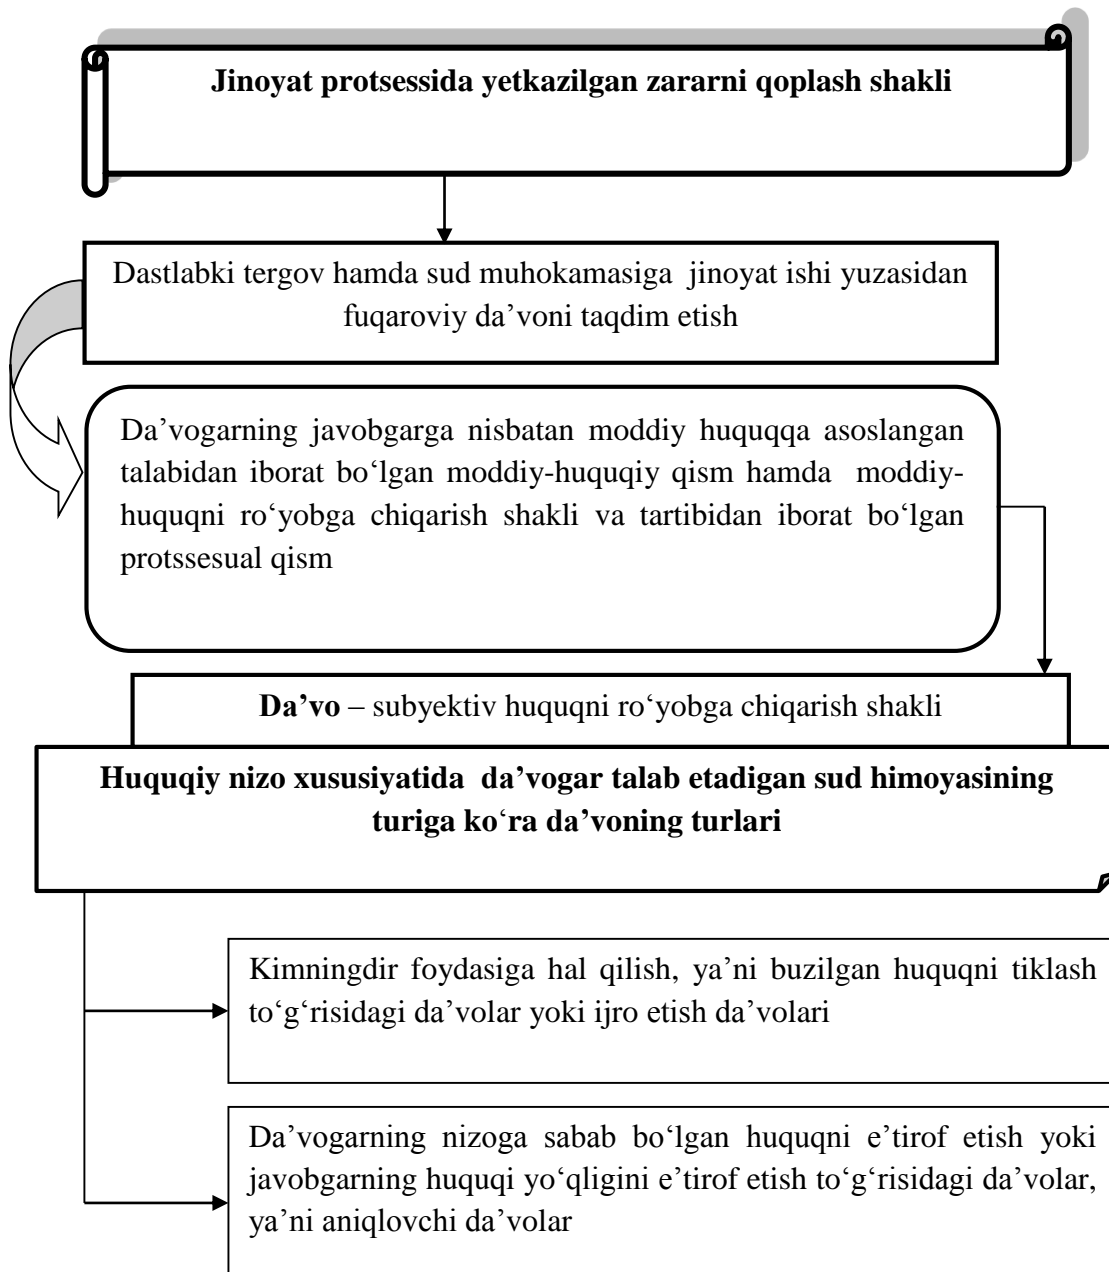 Jinoyat protsessida yetkazilgan zararni qoplash shakli
Dastlabki tergov hamda sud muhokamasiga jinoyat ishi yuzasidan
fuqaroviy da’voni taqdim etish
Da’vogarning javobgarga nisbatan moddiy huquqqa asoslangan
talabidan iborat bo‘lgan moddiy-huquqiy qism hamda moddiy-
huquqni ro‘yobga chiqarish shakli va tartibidan iborat bo‘lgan
protssesual qism
Da’vo – subyektiv huquqni ro‘yobga chiqarish shakli
Huquqiy nizo xususiyatida da’vogar talab etadigan sud himoyasining
turiga ko‘ra da’voning turlari
Kimningdir foydasiga hal qilish, ya’ni buzilgan huquqni tiklash
to‘g‘risidagi da’volar yoki ijro etish da’volari
Da’vogarning nizoga sabab bo‘lgan huquqni e’tirof etish yoki
javobgarning huquqi yo‘qligini e’tirof etish to‘g‘risidagi da’volar,
ya’ni aniqlovchi da’volar